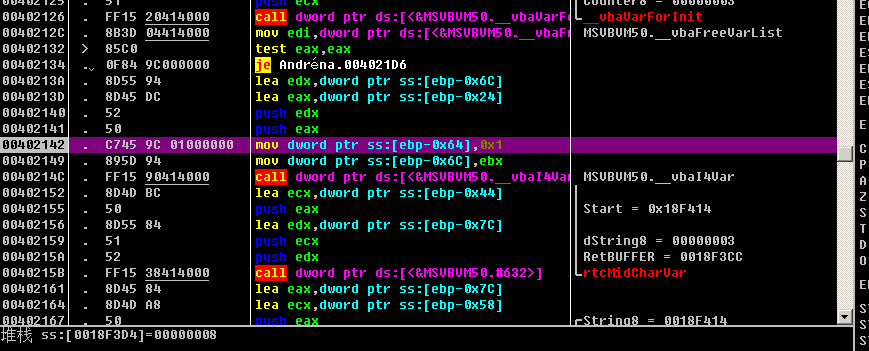 51 push ecx Counter8 = 00000003
00402126 . FF15 20414000 call dword ptr ds:[<&MSVBVM50.__vbaVarFo __vbaVarForInit
0040212C . 8B3D 04414000 mov edi,dword ptr ds:[<&MSVBVM50.__vbaFr MSVBVM50.__vbaFreeVarList
00402132 > 85C0 test eax,eax
00402134 . 0F84 9C000000 je Andréna.004021D6
0040213A . 8D55 94 lea edx,dword ptr ss:[ebp-0x6C]
0040213D . 8D45 DC lea eax,dword ptr ss:[ebp-0x24]
00402140 . 52 push edx
00402141 . 50 push eax
00402142 . C745 9C 01000000 mov dword ptr ss:[ebp-0x64],0x1
00402149 . 895D 94 mov dword ptr ss:[ebp-0x6C],ebx
0040214C . FF15 90414000 call dword ptr ds:[<&MSVBVM50.__vbaI4Var MSVBVM50.__vbaI4Var
00402152 . 8D4D BC lea ecx,dword ptr ss:[ebp-0x44]
00402155 . 50 push eax Start = 0x18F414
00402156 . 8D55 84 lea edx,dword ptr ss:[ebp-0x7C]
00402159 . 51 push ecx dString8 = 00000003
0040215A . 52 push edx RetBUFFER = 0018F3CC
0040215B . FF15 38414000 call dword ptr ds:[<&MSVBVM50.#632>] rtcMidCharVar
00402161 . 8D45 84 lea eax,dword ptr ss:[ebp-0x7C]
00402164 . 8D4D A8 lea ecx,dword ptr ss:[ebp-0x58]
00402167 . 50 push eax String8 = 0018F414
堆栈 ss:[0018F3D4]=00000008